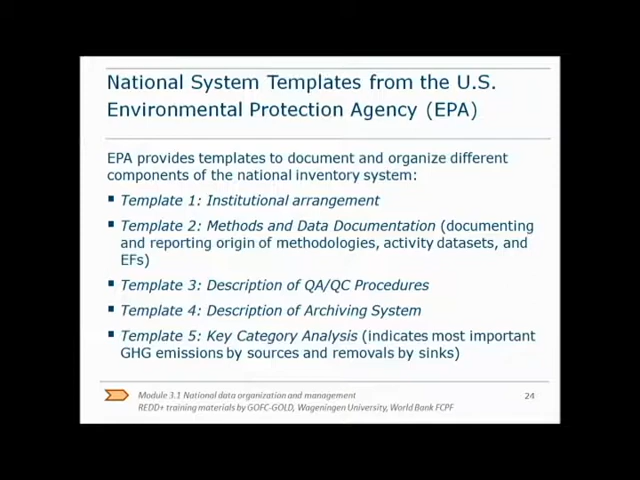 National System Templates from the U.S.
Environmental Protection Agency (EPA)
EPA provides templates to document and organize different
components of the national inventory system:
▪ Template 1: Institutional arrangement
▪ Template 2: Methods and Data Documentation (documenting
and reporting origin of methodologies, activity datasets, and
EFs)
▪ Template 3: Description of QA/QC Procedures
▪ Template 4: Description of Archiving System
▪ Template 5: Key Category Analysis (indicates most important
GHG emissions by sources and removals by sinks)
Module 3.1 National data organization and management
REDD+ training materials by GOFC-GOLD, Wageningen University, World Bank FCPF
24